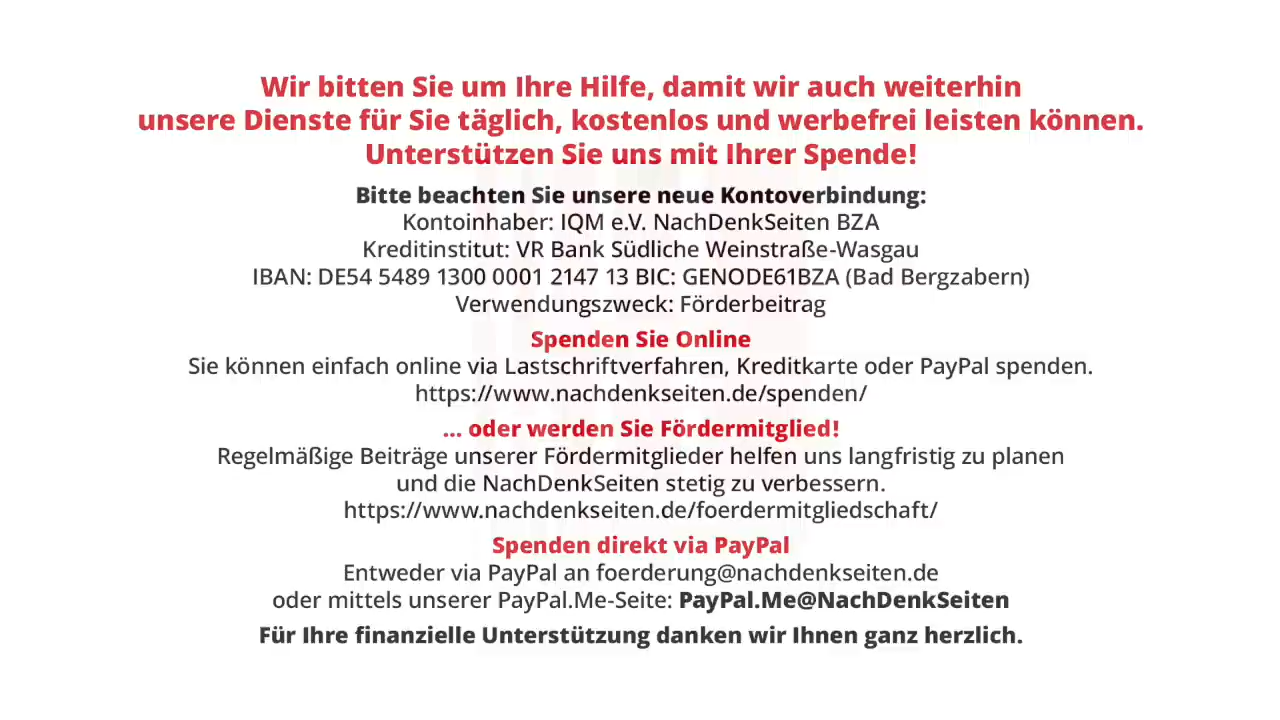 Wir bitten Sie um Ihre Hilfe, damit wir auch weiterhin
unsere Dienste für Sie täglich, kostenlos und werbefrei leisten können.
Unterstützen Sie uns mit Ihrer Spende!
Bitte beachten Sie unsere neue Kontoverbindung:
Kontoinhaber: IQM e.V. NachDenkSeiten BZA
Kreditinstitut: VR Bank Südliche Weinstraße-Wasgau
IBAN: DE54 5489 1300 0001 2147 13 BIC: GENODE61BZA (Bad Bergzabern)
Verwendungszweck: Förderbeitrag
Spenden Sie Online
Sie können einfach online via Lastschriftverfahren, Kreditkarte oder PayPal spenden.
https://www.nachdenkseiten.de/spenden/
... oder werden Sie Fördermitglied!
Regelmäßige Beiträge unserer Fördermitglieder helfen uns langfristig zu planen
und die NachDenkSeiten stetig zu verbessern.
https://www.nachdenkseiten.de/foerdermitgliedschaft/
Spenden direkt via PayPal
Entweder via PayPal an foerderung@nachdenkseiten.de
oder mittels unserer PayPal.Me-Seite: PayPal.Me@NachDenkSeiten
Für Ihre finanzielle Unterstützung danken wir Ihnen ganz herzlich.